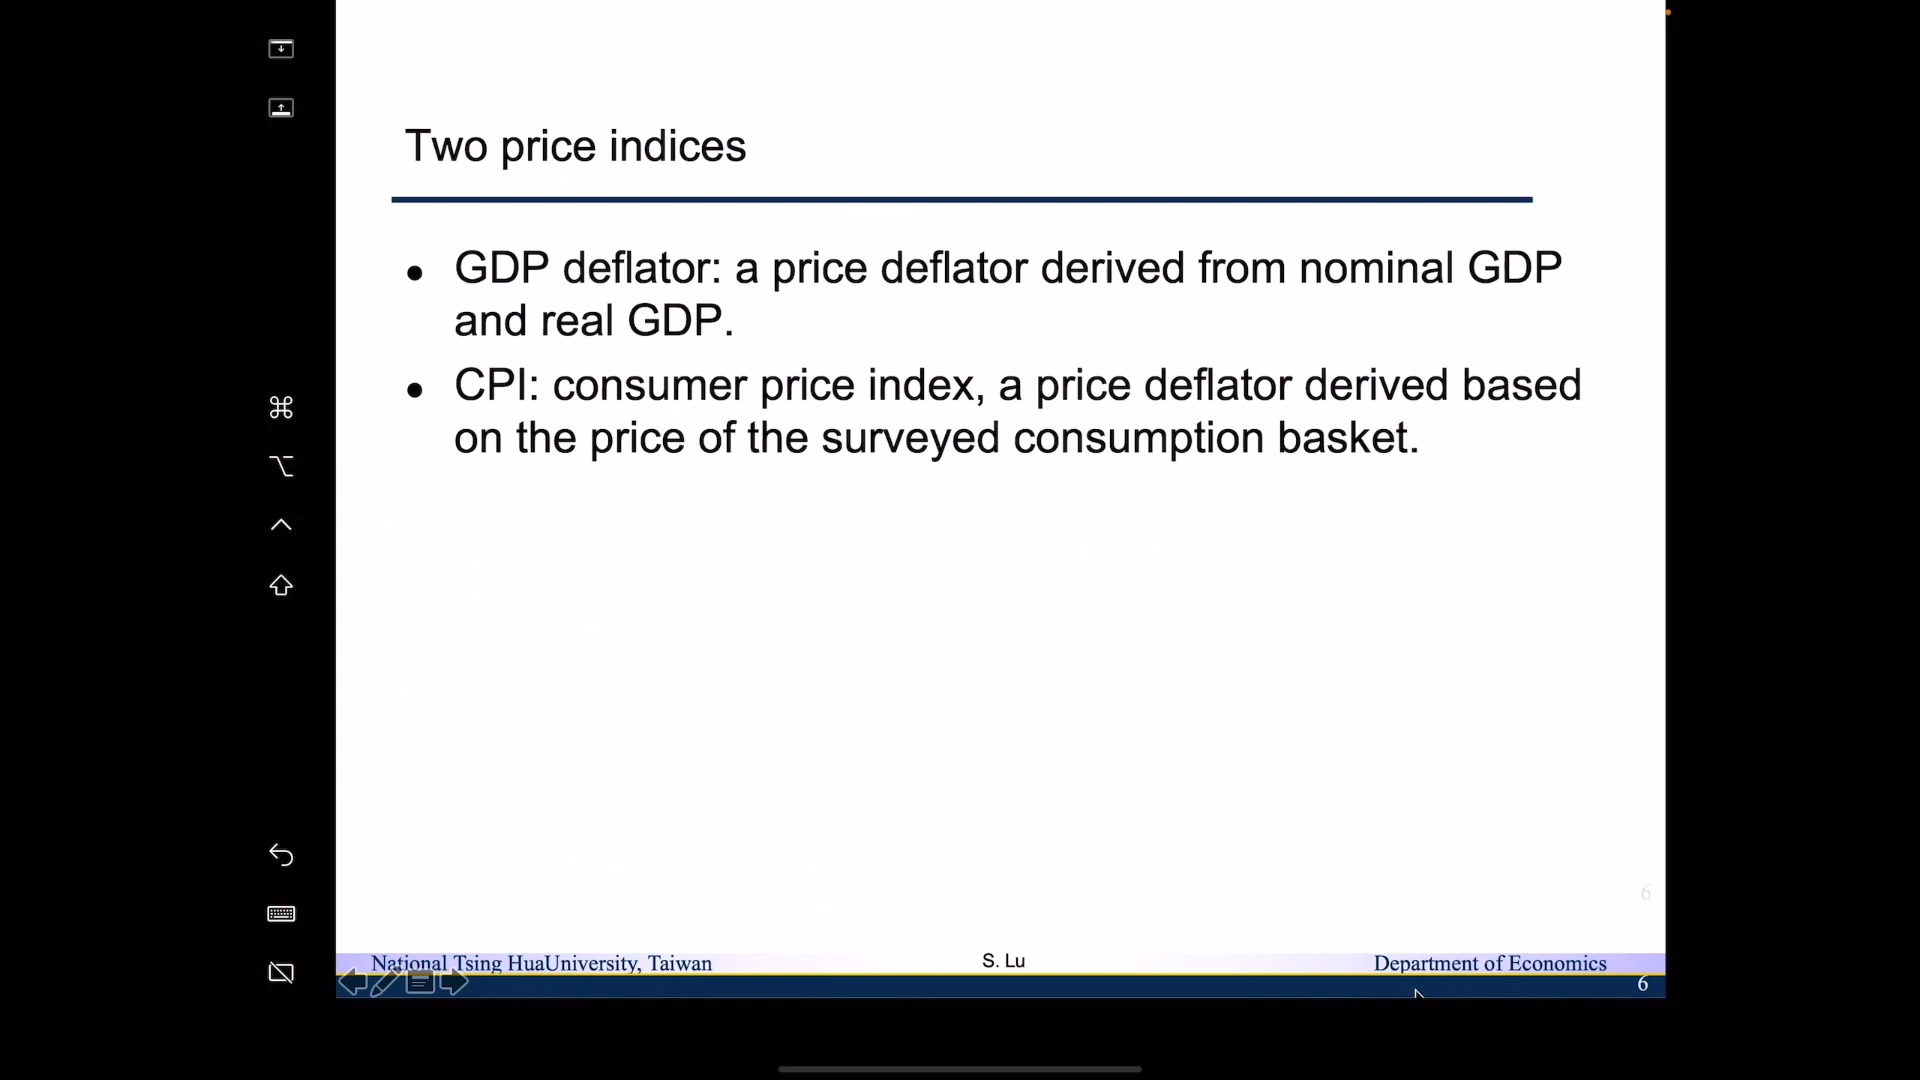 Two price indices
• GDP deflator: a price deflator derived from nominal GDP
and real GDP.
• CPI: consumer price index, a price deflator derived based
on the price of the surveyed consumption basket.
6
National Tsing HuaUniversity, Taiwan
S. Lu
Department of Economics
6